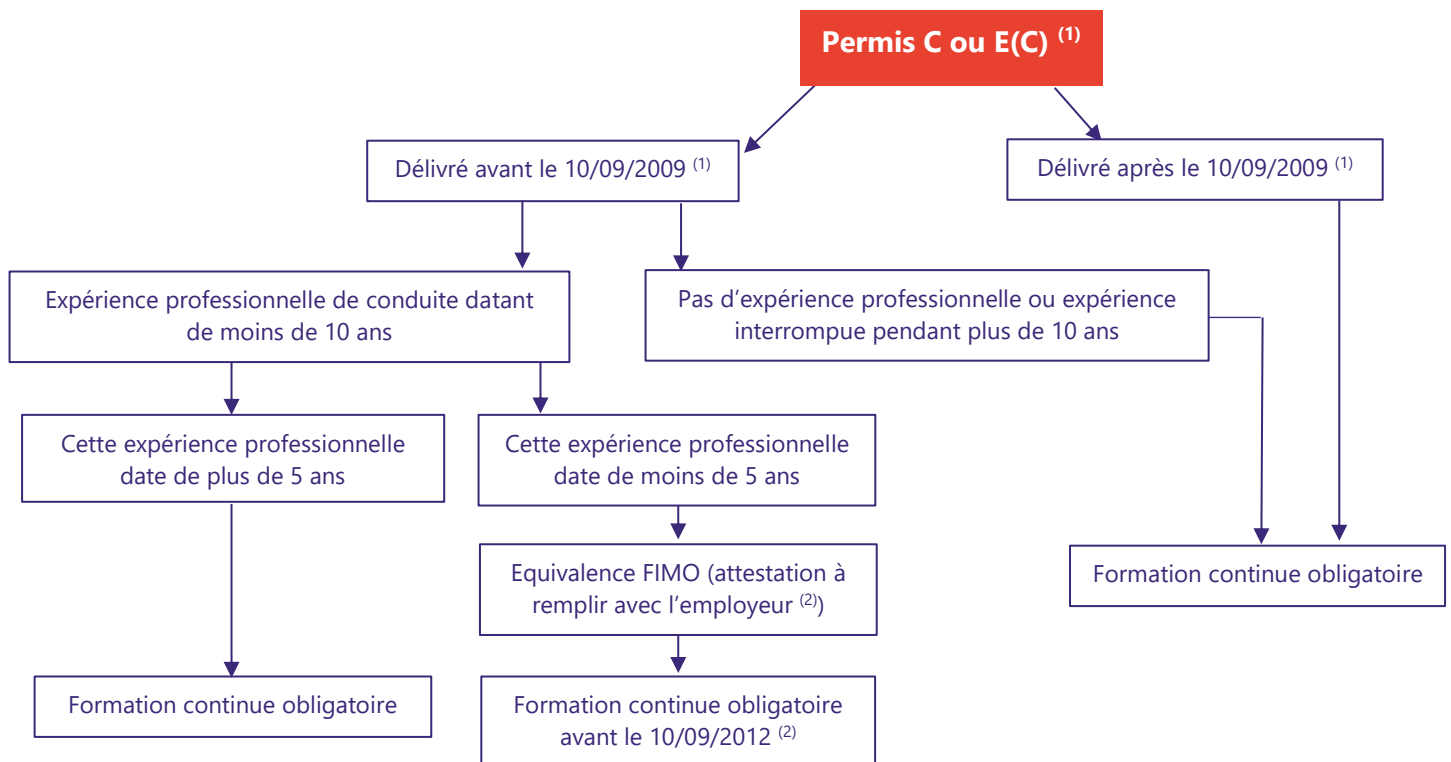 Permis C ou E(C) (1)
Délivré avant le 10/09/2009 (1)
Délivré après le 10/09/2009 (1)
Expérience professionnelle de conduite datant
de moins de 10 ans
Pas d’expérience professionnelle ou expérience
interrompue pendant plus de 10 ans
Cette expérience professionnelle
date de plus de 5 ans
Cette expérience professionnelle
date de moins de 5 ans
Equivalence FIMO (attestation à
remplir avec l’employeur (2))
Formation continue obligatoire
Formation continue obligatoire
Formation continue obligatoire
avant le 10/09/2012 (2)